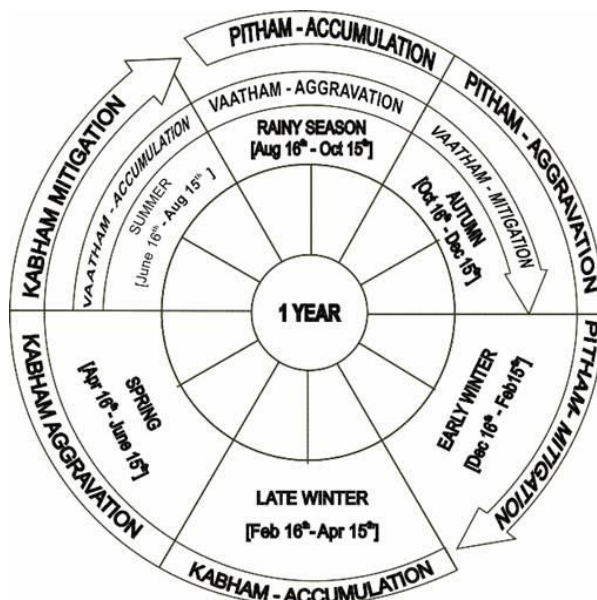 PITHAM - ACCUMULATION
PITHAM- AGGRAVATION
VAATHAM - AGGRAVATION
RAINY SEASON
[Aug 16th - Oct 15th]
VAATHAM - MITIGATION
AUTUMN
[Oct 16th - Dec 15th]
KABHAM MITIGATION
VAATHAM - ACCUMULATION
SUMMER
[June 16th - Aug 15th]
1 YEAR
PITHAM- MITIGATION
EARLY WINTER
[Dec 16th - Feb15th]
LATE WINTER
[Feb 16th- Apr 15th]
KABHAM - ACCUMULATION
SPRING
[Apr 16th- June 15th]
KABHAM AGGRAVATION